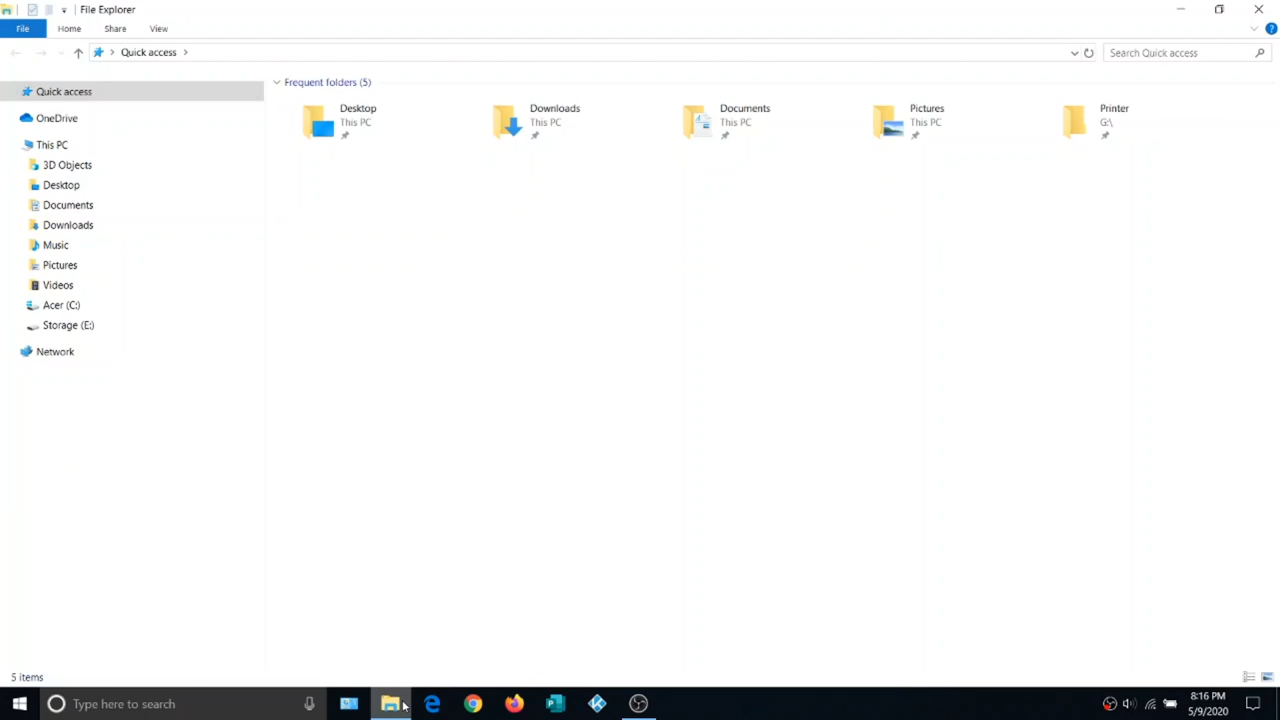 File Explorer
File Home Share View
Quick access
Search Quick access
Quick access
OneDrive
This PC
3D Objects
Desktop
Documents
Downloads
Music
Pictures
Videos
Acer (C:)
Storage (E:)
Network
Frequent folders (5)
Desktop
This PC
Downloads
This PC
Documents
This PC
Pictures
This PC
Printer
G:\
5 items
Type here to search
8:16 PM
5/9/2020